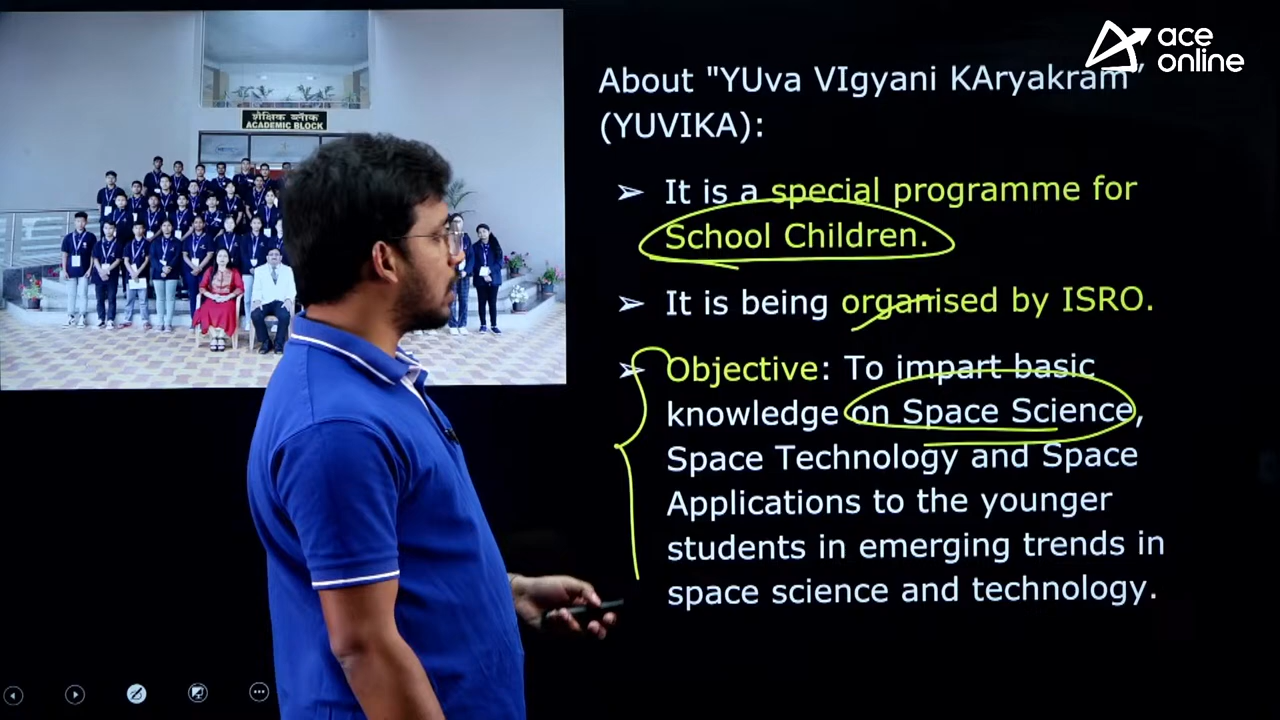 ace
online
About "YUva VIgyani KAryakram"
(YUVIKA):
शैक्षिक ब्लॉक
ACADEMIC BLOCK
➢ It is a special programme for
School Children.
➢ It is being organised by ISRO.
➢ Objective: To impart basic
knowledge on Space Science,
Space Technology and Space
Applications to the younger
students in emerging trends in
space science and technology.